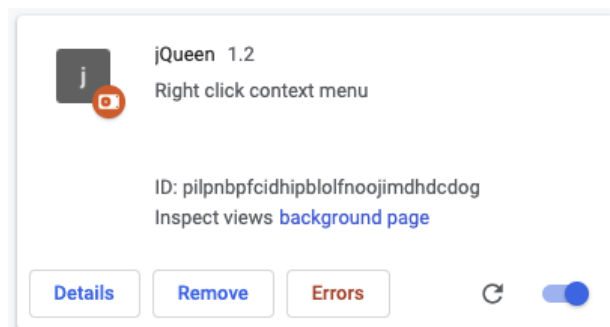 j
jQueen 1.2
Right click context menu
ID: pilpnbpfcidhipblolfnoojimdhdcdog
Inspect views background page
Details Remove Errors